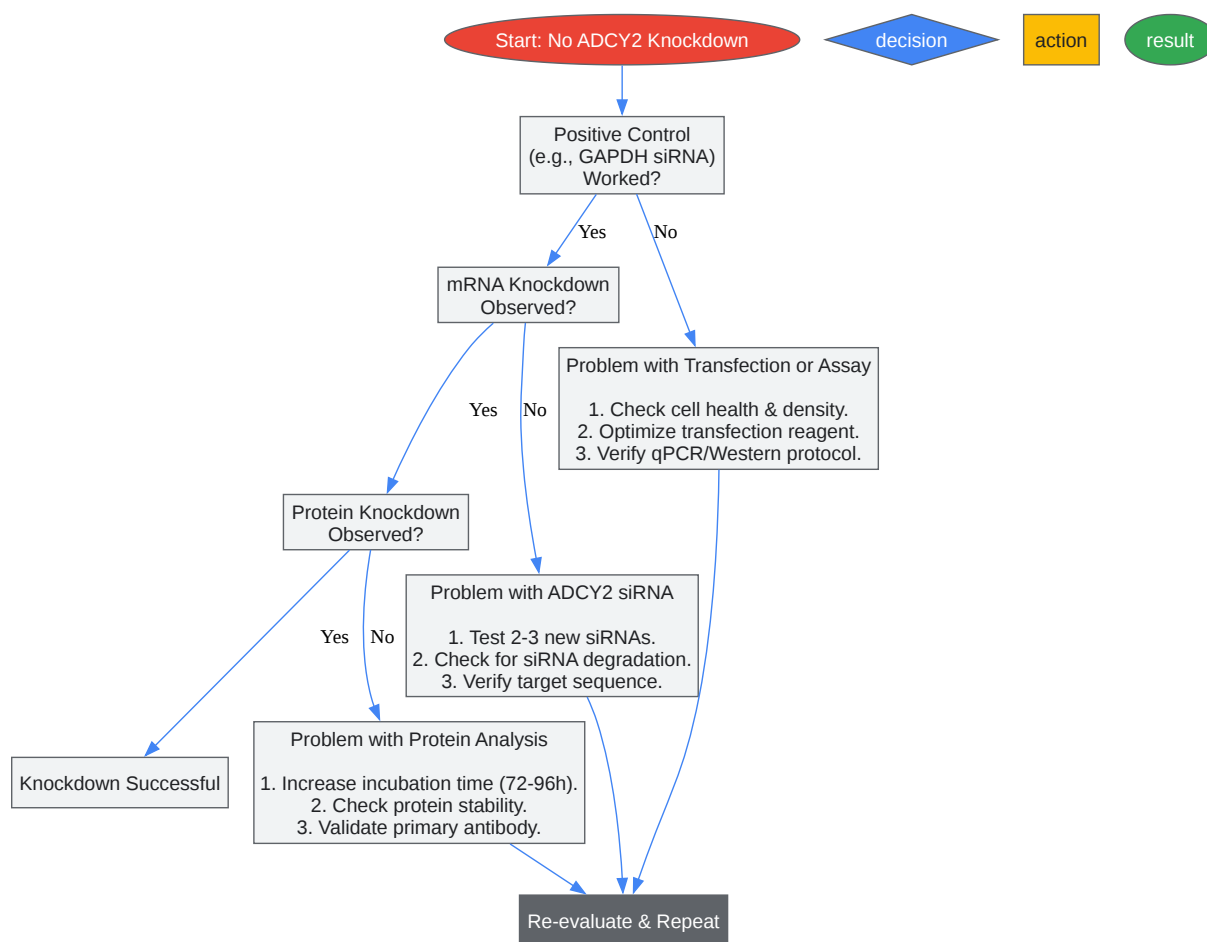 Start: No ADCY2 Knockdown
decision
action
result
Positive Control
(e.g., GAPDH siRNA)
Worked?
Yes
No
mRNA Knockdown
Observed?
Problem with Transfection or Assay
1. Check cell health & density.
2. Optimize transfection reagent.
3. Verify qPCR/Western protocol.
Yes
No
Protein Knockdown
Observed?
Problem with ADCY2 siRNA
1. Test 2-3 new siRNAs.
2. Check for siRNA degradation.
3. Verify target sequence.
Yes
No
Knockdown Successful
Problem with Protein Analysis
1. Increase incubation time (72-96h).
2. Check protein stability.
3. Validate primary antibody.
Re-evaluate & Repeat